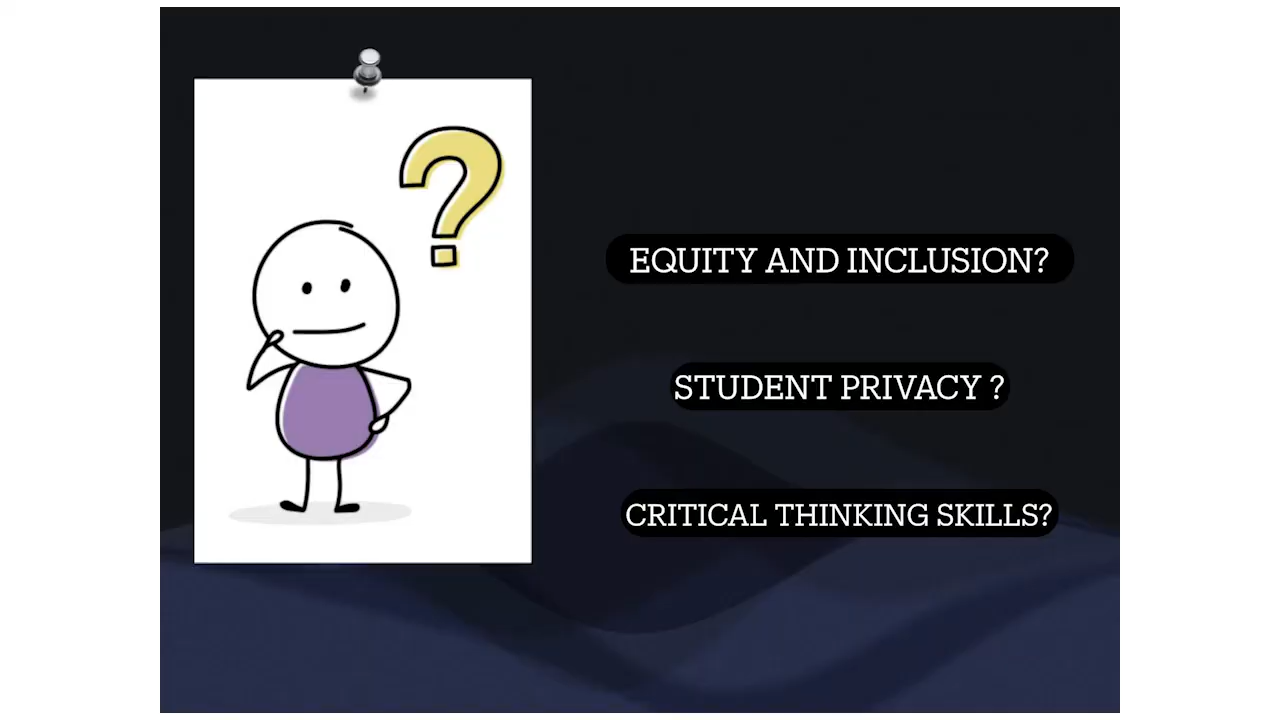 EQUITY AND INCLUSION?
STUDENT PRIVACY ?
CRITICAL THINKING SKILLS?